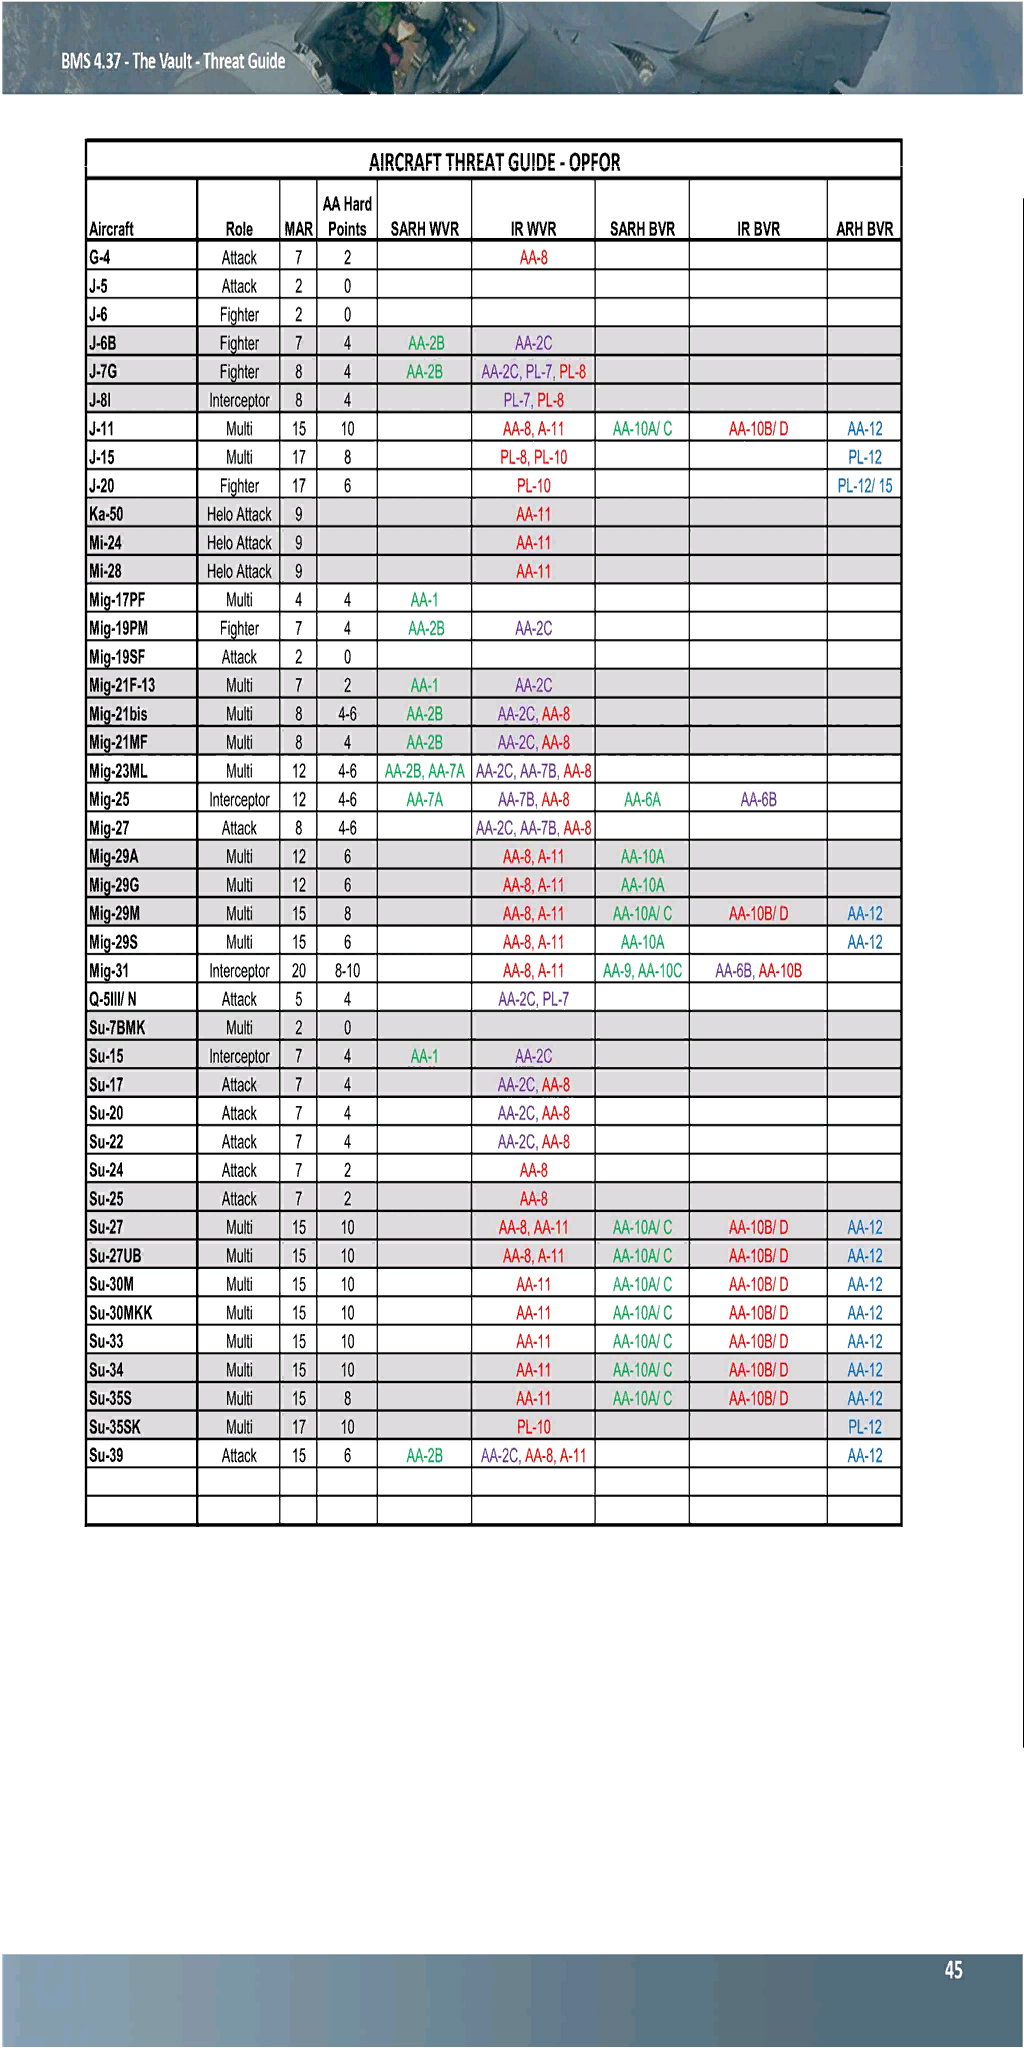 BMS 4.37 - The Vault - Threat Guide
AIRCRAFT THREAT GUIDE - OPFOR
Aircraft Role MAR AA Hard Points SARH WVR IR WVR SARH BVR IR BVR ARH BVR
G-4 Attack 7 2 AA-8
J-5 Attack 2 0
J-6 Fighter 2 0
J-6B Fighter 7 4 AA-2B AA-2C
J-7G Fighter 8 4 AA-2B AA-2C, PL-7, PL-8
J-8I Interceptor 8 4 PL-7, PL-8
J-11 Multi 15 10 AA-8, A-11 AA-10A/ C AA-10B/ D AA-12
J-15 Multi 17 8 PL-8, PL-10 PL-12
J-20 Fighter 17 6 PL-10 PL-12/ 15
Ka-50 Helo Attack 9 AA-11
Mi-24 Helo Attack 9 AA-11
Mi-28 Helo Attack 9 AA-11
Mig-17PF Multi 4 4 AA-1
Mig-19PM Fighter 7 4 AA-2B AA-2C
Mig-19SF Attack 2 0
Mig-21F-13 Multi 7 2 AA-1 AA-2C
Mig-21bis Multi 8 4-6 AA-2B AA-2C, AA-8
Mig-21MF Multi 8 4 AA-2B AA-2C, AA-8
Mig-23ML Multi 12 4-6 AA-2B, AA-7A AA-2C, AA-7B, AA-8
Mig-25 Interceptor 12 4-6 AA-7A AA-7B, AA-8 AA-6A AA-6B
Mig-27 Attack 8 4-6 AA-2C, AA-7B, AA-8
Mig-29A Multi 12 6 AA-8, A-11 AA-10A
Mig-29G Multi 12 6 AA-8, A-11 AA-10A
Mig-29M Multi 15 8 AA-8, A-11 AA-10A/ C AA-10B/ D AA-12
Mig-29S Multi 15 6 AA-8, A-11 AA-10A AA-12
Mig-31 Interceptor 20 8-10 AA-8, A-11 AA-9, AA-10C AA-6B, AA-10B
Q-5III/ N Attack 5 4 AA-2C, PL-7
Su-7BMK Multi 2 0
Su-15 Interceptor 7 4 AA-1 AA-2C
Su-17 Attack 7 4 AA-2C, AA-8
Su-20 Attack 7 4 AA-2C, AA-8
Su-22 Attack 7 4 AA-2C, AA-8
Su-24 Attack 7 2 AA-8
Su-25 Attack 7 2 AA-8
Su-27 Multi 15 10 AA-8, AA-11 AA-10A/ C AA-10B/ D AA-12
Su-27UB Multi 15 10 AA-8, A-11 AA-10A/ C AA-10B/ D AA-12
Su-30M Multi 15 10 AA-11 AA-10A/ C AA-10B/ D AA-12
Su-30MKK Multi 15 10 AA-11 AA-10A/ C AA-10B/ D AA-12
Su-33 Multi 15 10 AA-11 AA-10A/ C AA-10B/ D AA-12
Su-34 Multi 15 10 AA-11 AA-10A/ C AA-10B/ D AA-12
Su-35S Multi 15 8 AA-11 AA-10A/ C AA-10B/ D AA-12
Su-35SK Multi 17 10 PL-10 PL-12
Su-39 Attack 15 6 AA-2B AA-2C, AA-8, A-11 AA-12
45